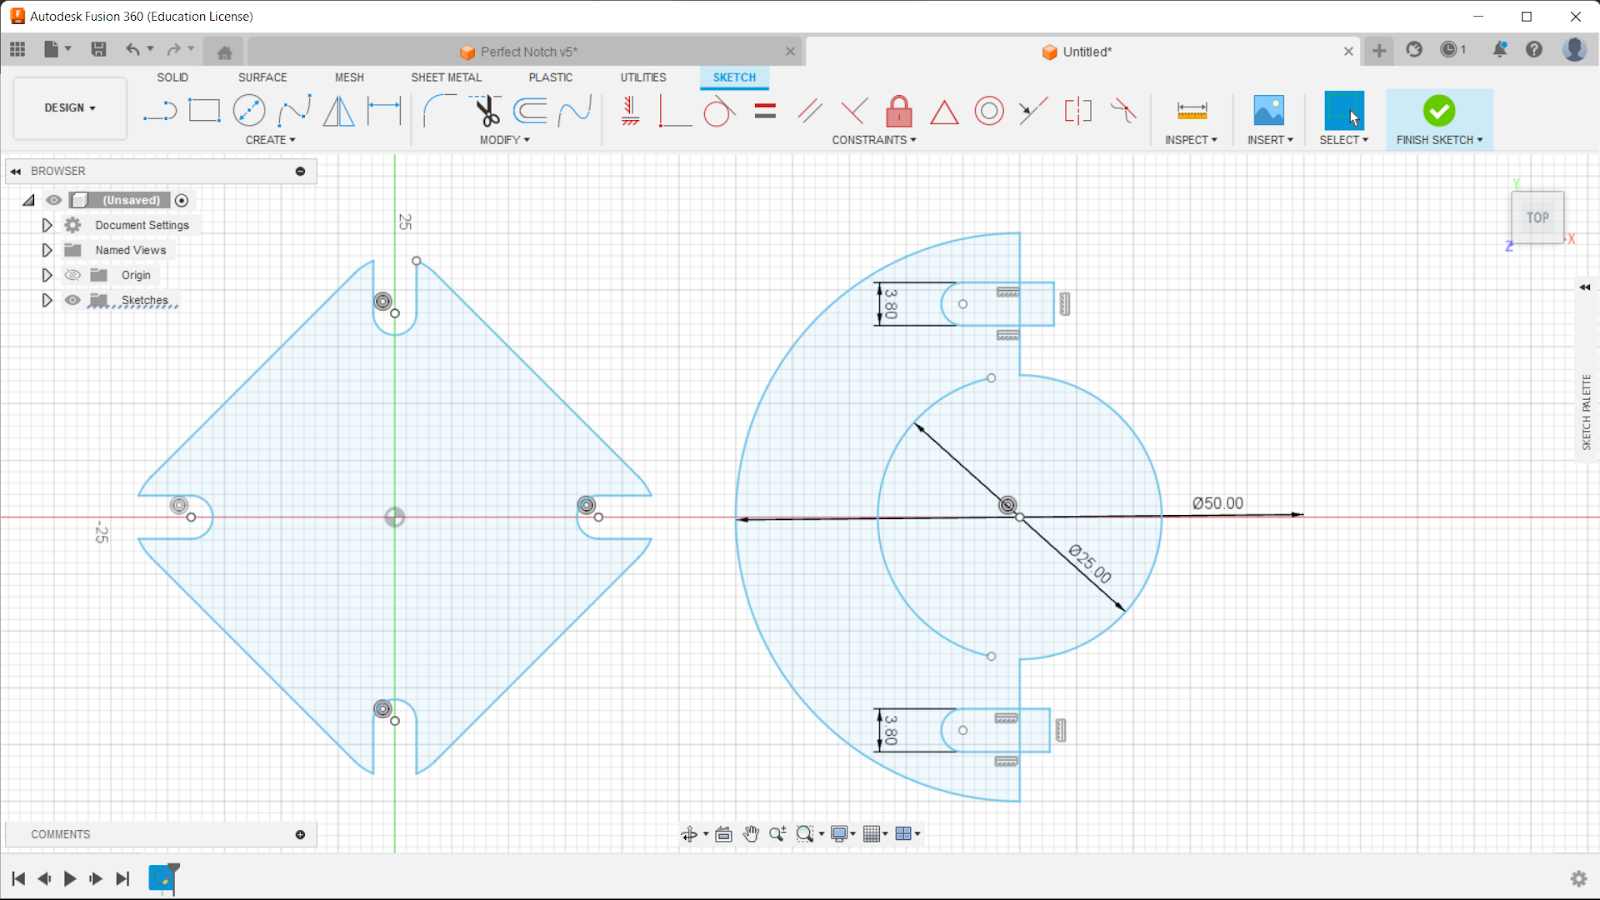 Autodesk Fusion 360 (Education License)
Perfect Notch v5*
Untitled*
1
DESIGN
SOLID
SURFACE
MESH
SHEET METAL
PLASTIC
UTILITIES
SKETCH
CREATE
MODIFY
CONSTRAINTS
INSPECT
INSERT
SELECT
FINISH SKETCH
BROWSER
(Unsaved)
Document Settings
Named Views
Origin
Sketches
25
-25
3.80
Ø50.00
Ø25.00
3.80
Y
TOP
X
Z
SKETCH PALETTE
COMMENTS